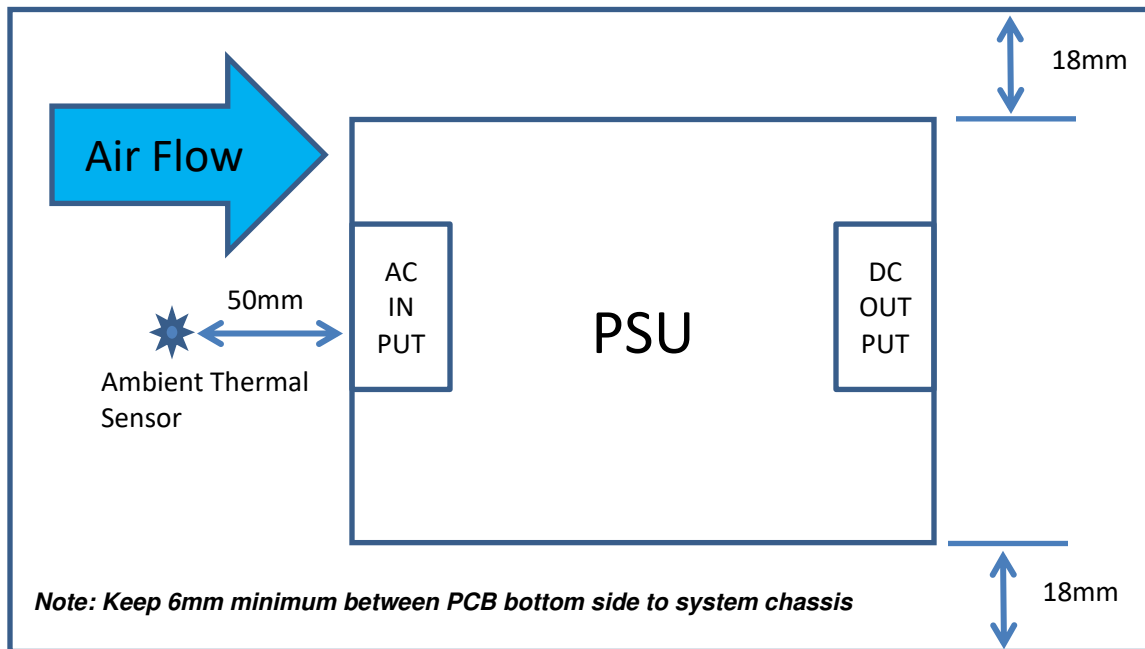 18mm
Air Flow
AC
IN
PUT
DC
OUT
PUT
50mm
PSU
Ambient Thermal
Sensor
Note: Keep 6mm minimum between PCB bottom side to system chassis
18mm